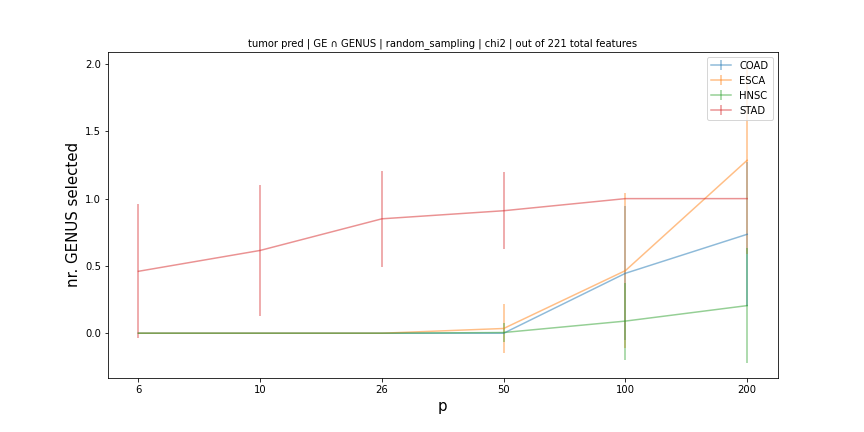 tumor pred | GE ∩ GENUS | random_sampling | chi2 | out of 221 total features
COAD
ESCA
HNSC
STAD
nr. GENUS selected
2.0
1.5
1.0
0.5
0.0
6 10 26 50 100 200
p